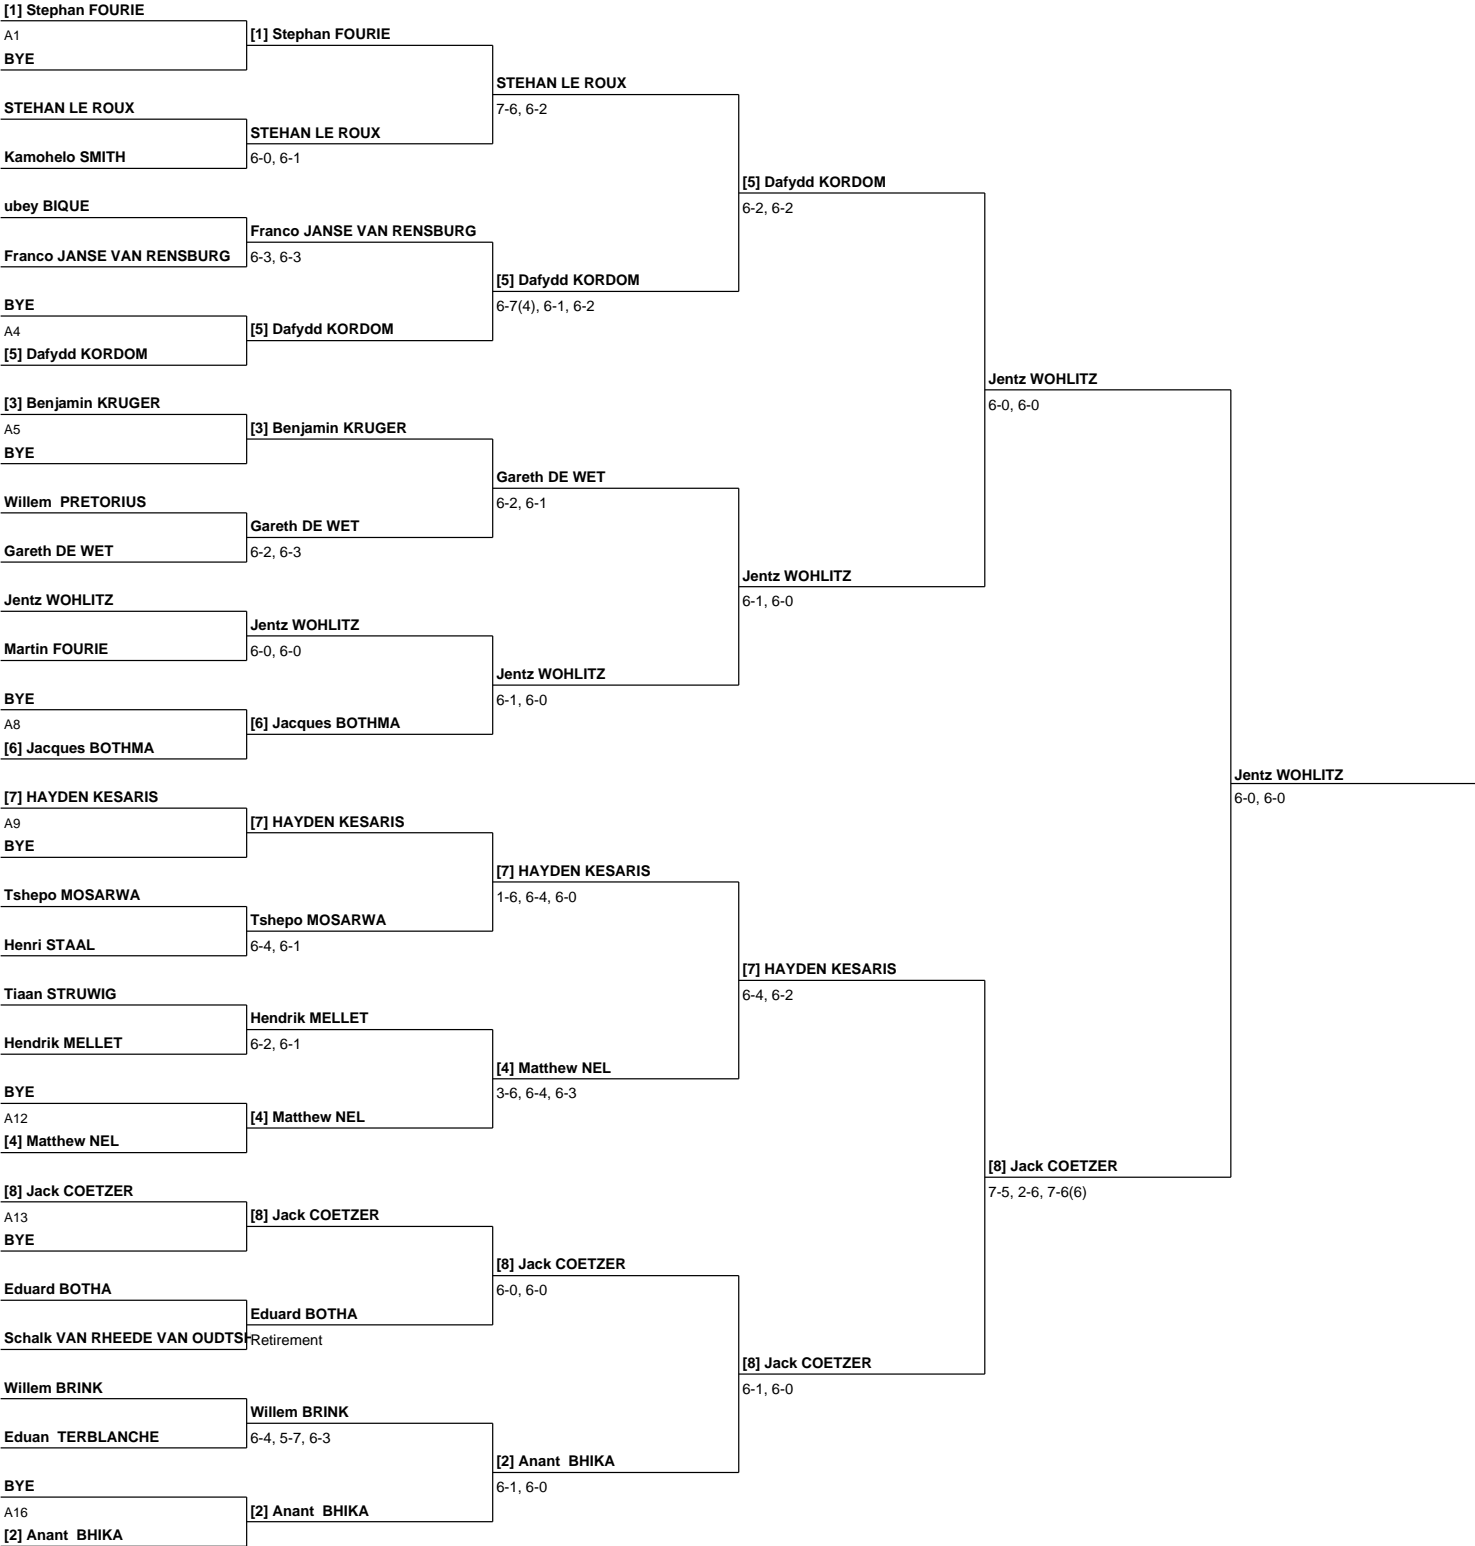 [1] Stephan FOURIE
A1
BYE
[1] Stephan FOURIE
STEHAN LE ROUX
7-6, 6-2
STEHAN LE ROUX
STEHAN LE ROUX
6-0, 6-1
Kamohelo SMITH
[5] Dafydd KORDOM
6-2, 6-2
ubey BIQUE
Franco JANSE VAN RENSBURG
6-3, 6-3
Franco JANSE VAN RENSBURG
[5] Dafydd KORDOM
6-7(4), 6-1, 6-2
BYE
A4
[5] Dafydd KORDOM
[5] Dafydd KORDOM
Jentz WOHLITZ
6-0, 6-0
[3] Benjamin KRUGER
A5
BYE
[3] Benjamin KRUGER
Gareth DE WET
6-2, 6-1
Willem  PRETORIUS
Gareth DE WET
6-2, 6-3
Gareth DE WET
Jentz WOHLITZ
6-1, 6-0
Jentz WOHLITZ
Jentz WOHLITZ
6-0, 6-0
Martin FOURIE
Jentz WOHLITZ
6-1, 6-0
BYE
A8
[6] Jacques BOTHMA
[6] Jacques BOTHMA
Jentz WOHLITZ
6-0, 6-0
[7] HAYDEN KESARIS
A9
BYE
[7] HAYDEN KESARIS
[7] HAYDEN KESARIS
1-6, 6-4, 6-0
Tshepo MOSARWA
Tshepo MOSARWA
6-4, 6-1
Henri STAAL
[7] HAYDEN KESARIS
6-4, 6-2
Tiaan STRUWIG
Hendrik MELLET
6-2, 6-1
Hendrik MELLET
[4] Matthew NEL
3-6, 6-4, 6-3
BYE
A12
[4] Matthew NEL
[4] Matthew NEL
[8] Jack COETZER
7-5, 2-6, 7-6(6)
[8] Jack COETZER
A13
BYE
[8] Jack COETZER
[8] Jack COETZER
6-0, 6-0
Eduard BOTHA
Eduard BOTHA
Retirement
Schalk VAN RHEEDE VAN OUDTSH
[8] Jack COETZER
6-1, 6-0
Willem BRINK
Willem BRINK
6-4, 5-7, 6-3
Eduan  TERBLANCHE
[2] Anant  BHIKA
6-1, 6-0
BYE
A16
[2] Anant  BHIKA
[2] Anant  BHIKA